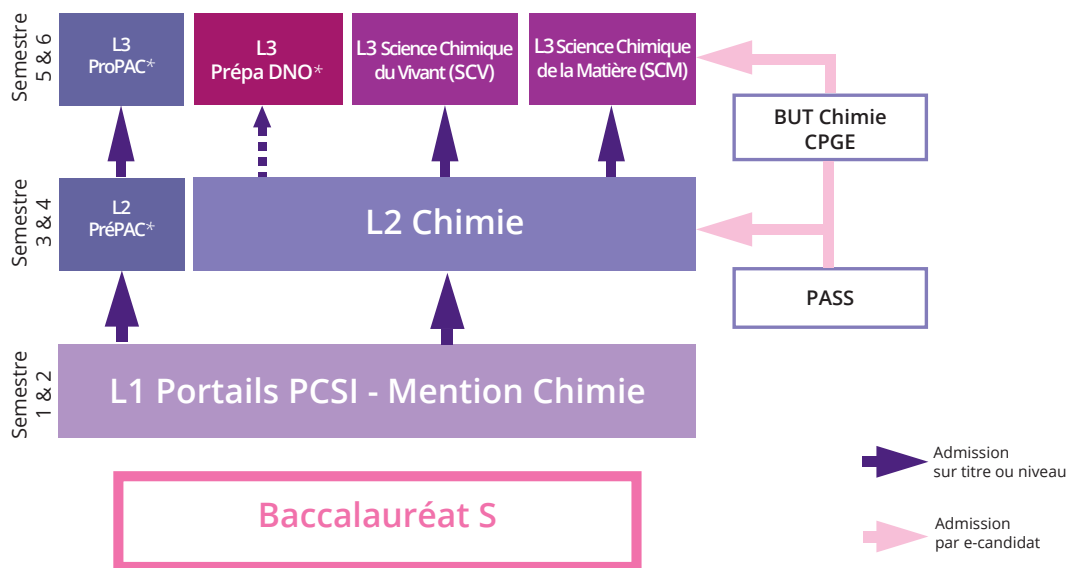 Semestre
5 & 6
L3
ProPAC*
L3
Prépa DNO*
L3 Science Chimique
du Vivant (SCV)
L3 Science Chimique
de la Matière (SCM)
BUT Chimie
CPGE
Semestre
3 & 4
L2
PréPAC*
L2 Chimie
PASS
Semestre
1 & 2
L1 Portails PCSI - Mention Chimie
Baccalauréat S
Admission
sur titre ou niveau
Admission
par e-candidat